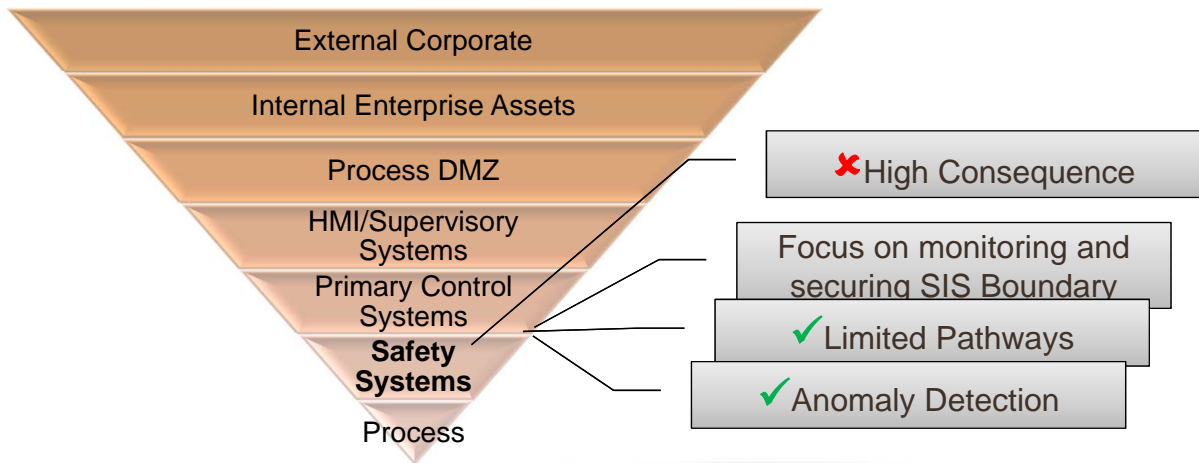 External Corporate
Internal Enterprise Assets
Process DMZ
HMI/Supervisory
Systems
Primary Control
Systems
Safety
Systems
Process
✘High Consequence
Focus on monitoring and
securing SIS Boundary
✓Limited Pathways
✓Anomaly Detection